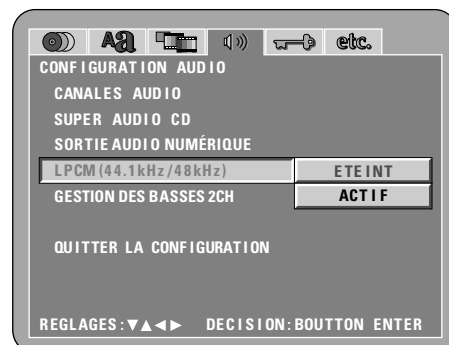 Aa etc.
CONFIGURATION AUDIO
CANALES AUDIO
SUPER AUDIO CD
SORTIE AUDIO NUMÉRIQUE
LPCM (44.1kHz/48kHz) ETEINT
GESTION DES BASSES 2CH ACTIF
QUITTER LA CONFIGURATION
REGLAGES:▼▲◀▶ DECISION:BOUTTON ENTER